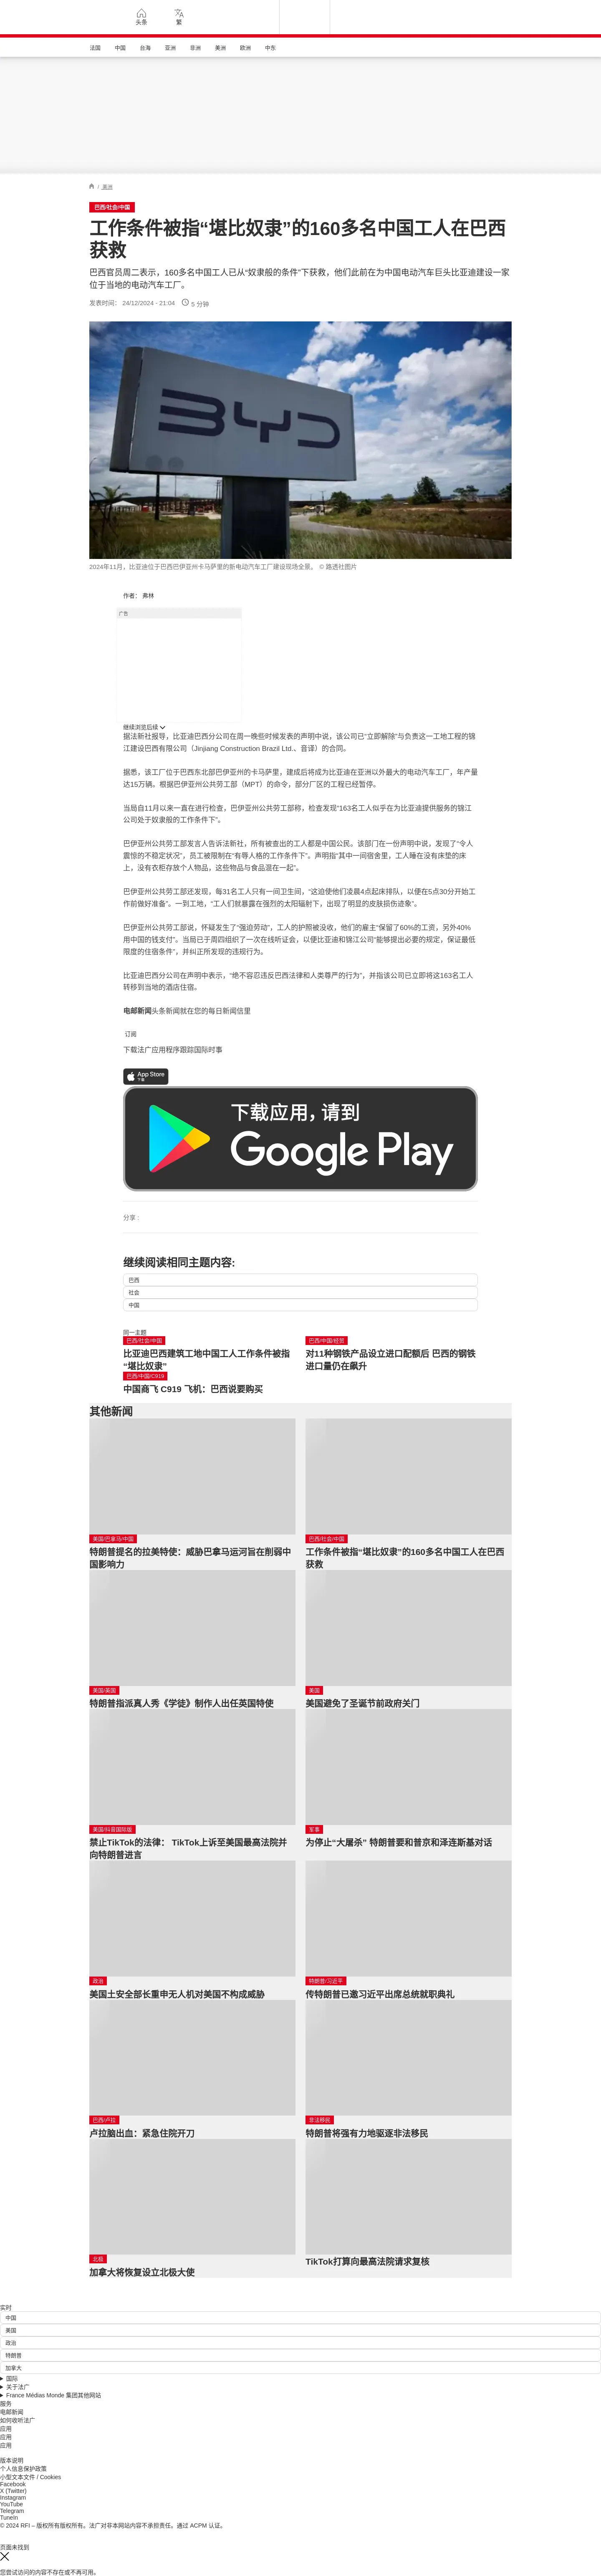 头条
繁
法国 中国 台海 亚洲 非洲 美洲 欧洲 中东
/ 美洲
巴西/社会/中国
工作条件被指“堪比奴隶”的160多名中国工人在巴西
获救
巴西官员周二表示，160多名中国工人已从“奴隶般的条件”下获救，他们此前在为中国电动汽车巨头比亚迪建设一家
位于当地的电动汽车工厂。
发表时间： 24/12/2024 - 21:04 5 分钟
BYD
2024年11月，比亚迪位于巴西巴伊亚州卡马萨里的新电动汽车工厂建设现场全景。 © 路透社图片
作者： 弗林
广告
继续浏览后续
据法新社报导，比亚迪巴西分公司在周一晚些时候发表的声明中说，该公司已“立即解除”与负责这一工地工程的锦
江建设巴西有限公司（Jinjiang Construction Brazil Ltd.、音译）的合同。
据悉，该工厂位于巴西东北部巴伊亚州的卡马萨里，建成后将成为比亚迪在亚洲以外最大的电动汽车工厂，年产量
达15万辆。根据巴伊亚州公共劳工部（MPT）的命令，部分厂区的工程已经暂停。
当局自11月以来一直在进行检查，巴伊亚州公共劳工部称，检查发现“163名工人似乎在为比亚迪提供服务的锦江
公司处于奴隶般的工作条件下”。
巴伊亚州公共劳工部发言人告诉法新社，所有被查出的工人都是中国公民。该部门在一份声明中说，发现了“令人
震惊的不稳定状况”，员工被限制在“有辱人格的工作条件下”。声明指“其中一间宿舍里，工人睡在没有床垫的床
上，没有衣柜存放个人物品，这些物品与食品混在一起”。
巴伊亚州公共劳工部还发现，每31名工人只有一间卫生间，“这迫使他们凌晨4点起床排队，以便在5点30分开始工
作前做好准备”。一到工地，“工人们就暴露在强烈的太阳辐射下，出现了明显的皮肤损伤迹象”。
巴伊亚州公共劳工部说，怀疑发生了“强迫劳动”，工人的护照被没收，他们的雇主“保留了60%的工资，另外40%
用中国的钱支付”。当局已于周四组织了一次在线听证会，以便比亚迪和锦江公司“能够提出必要的规定，保证最低
限度的住宿条件”，并纠正所发现的违规行为。
比亚迪巴西分公司在声明中表示，“绝不容忍违反巴西法律和人类尊严的行为”，并指该公司已立即将这163名工人
转移到当地的酒店住宿。
电邮新闻头条新闻就在您的每日新闻信里
订阅
下载法广应用程序跟踪国际时事
App Store
下载
下载应用，请到
Google Play
分享 :
继续阅读相同主题内容:
巴西
社会
中国
同一主题
巴西/社会/中国
比亚迪巴西建筑工地中国工人工作条件被指
“堪比奴隶”
巴西/中国/经贸
对11种钢铁产品设立进口配额后 巴西的钢铁
进口量仍在飙升
巴西/中国/C919
中国商飞 C919 飞机：巴西说要购买
其他新闻
美国/巴拿马/中国
特朗普提名的拉美特使：威胁巴拿马运河旨在削弱中
国影响力
巴西/社会/中国
工作条件被指“堪比奴隶”的160多名中国工人在巴西
获救
美国/英国
特朗普指派真人秀《学徒》制作人出任英国特使
美国
美国避免了圣诞节前政府关门
美国/抖音国际版
禁止TikTok的法律： TikTok上诉至美国最高法院并
向特朗普进言
军事
为停止“大屠杀” 特朗普要和普京和泽连斯基对话
政治
美国土安全部长重申无人机对美国不构成威胁
特朗普/习近平
传特朗普已邀习近平出席总统就职典礼
巴西/卢拉
卢拉脑出血：紧急住院开刀
非法移民
特朗普将强有力地驱逐非法移民
北极
加拿大将恢复设立北极大使
TikTok打算向最高法院请求复核
实时
中国
美国
政治
特朗普
加拿大
国际
关于法广
France Médias Monde 集团其他网站
服务
电邮新闻
如何收听法广
应用
应用
应用
版本说明
个人信息保护政策
小型文本文件 / Cookies
Facebook
X (Twitter)
Instagram
YouTube
Telegram
TuneIn
© 2024 RFI – 版权所有版权所有。法广对非本网站内容不承担责任。通过 ACPM 认证。
页面未找到
您尝试访问的内容不存在或不再可用。